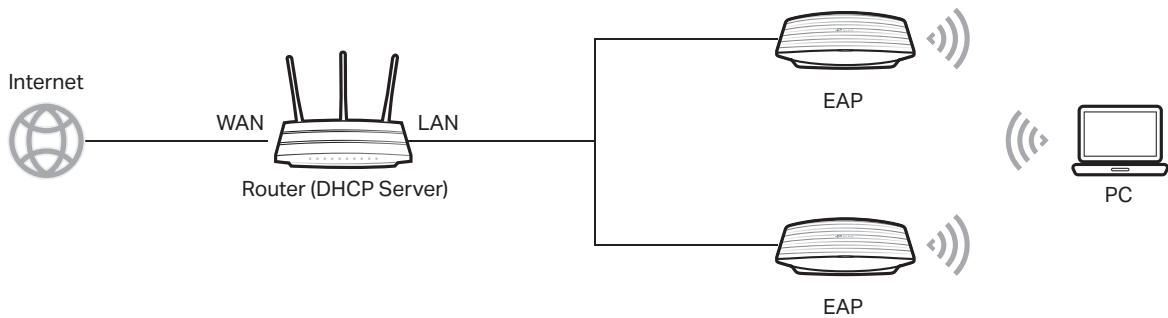 Internet
WAN
LAN
Router (DHCP Server)
EAP
PC
EAP